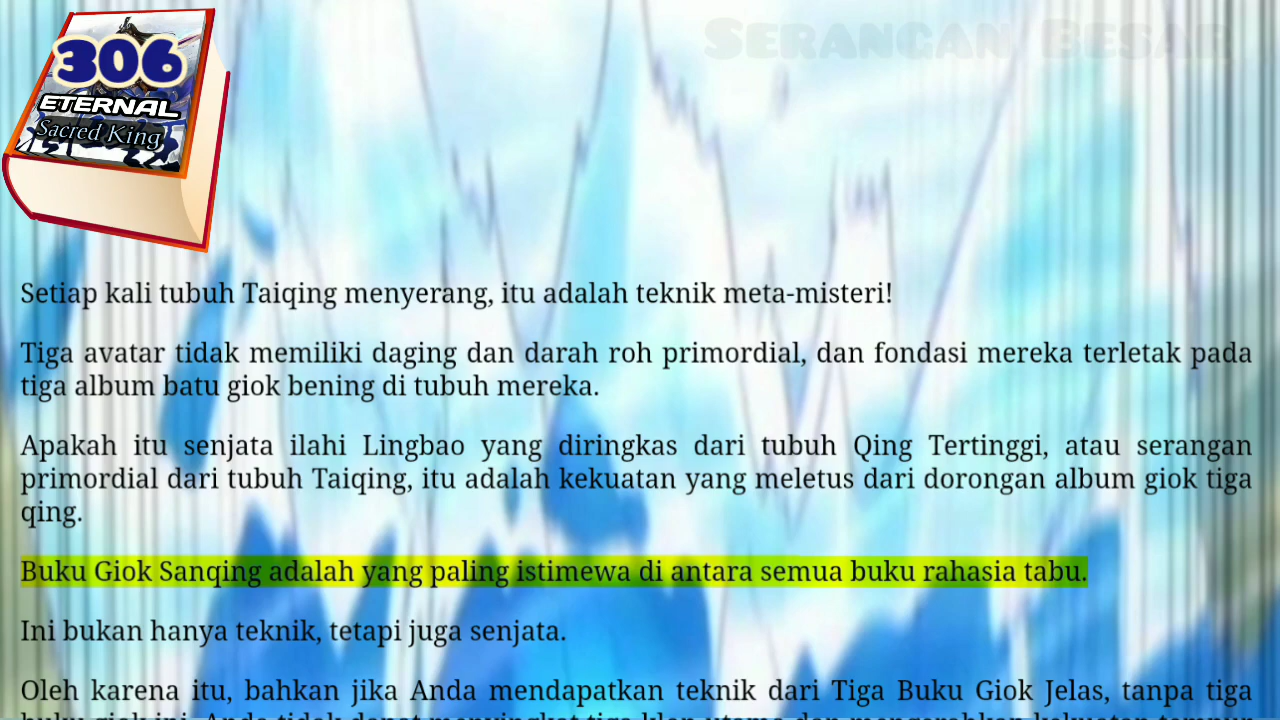 Serangan Besar
306
ETERNAL
Sacred King
Setiap kali tubuh Taiqing menyerang, itu adalah teknik meta-misteri!
Tiga avatar tidak memiliki daging dan darah roh primordial, dan fondasi mereka terletak pada
tiga album batu giok bening di tubuh mereka.
Apakah itu senjata ilahi Lingbao yang diringkas dari tubuh Qing Tertinggi, atau serangan
primordial dari tubuh Taiqing, itu adalah kekuatan yang meletus dari dorongan album giok tiga
qing.
Buku Giok Sanqing adalah yang paling istimewa di antara semua buku rahasia tabu.
Ini bukan hanya teknik, tetapi juga senjata.
Oleh karena itu, bahkan jika Anda mendapatkan teknik dari Tiga Buku Giok Jelas, tanpa tiga